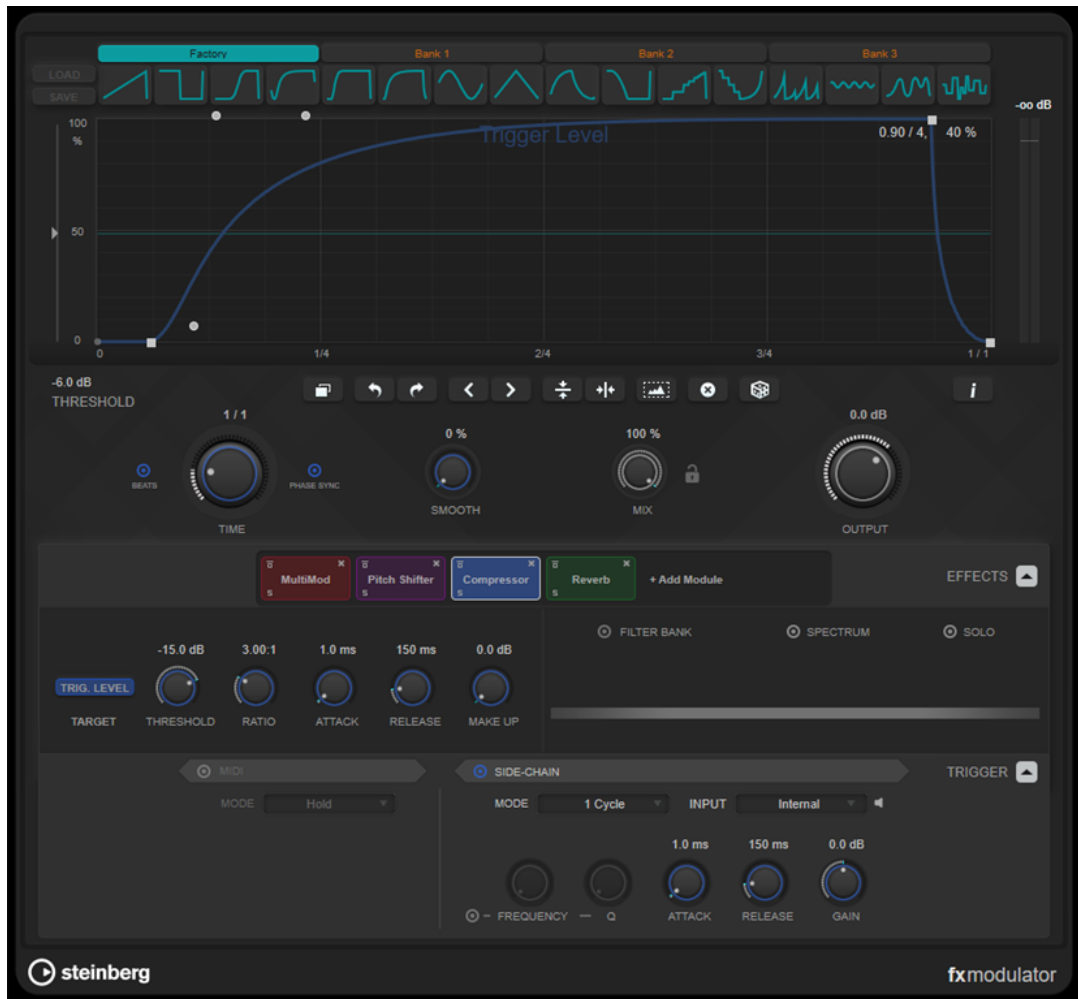 Factory Bank 1 Bank 2 Bank 3
LOAD
SAVE
-oo dB
100
%
Trigger Level
0.90 / 4, 40 %
50
0
0 1/4 2/4 3/4 1 / 1
-6.0 dB
THRESHOLD
i
1 / 1
0.0 dB
0 %
100 %
BEATS
PHASE SYNC
SMOOTH
MIX
TIME
OUTPUT
MultiMod
S
Pitch Shifter
S
Compressor
S
Reverb
S
+ Add Module
EFFECTS
FILTER BANK SPECTRUM SOLO
-15.0 dB 3.00:1 1.0 ms 150 ms 0.0 dB
TRIG. LEVEL
TARGET THRESHOLD RATIO ATTACK RELEASE MAKE UP
MIDI
SIDE-CHAIN
TRIGGER
MODE Hold
MODE 1 Cycle INPUT Internal
1.0 ms 150 ms 0.0 dB
– FREQUENCY – Q ATTACK RELEASE GAIN
steinberg
fxmodulator